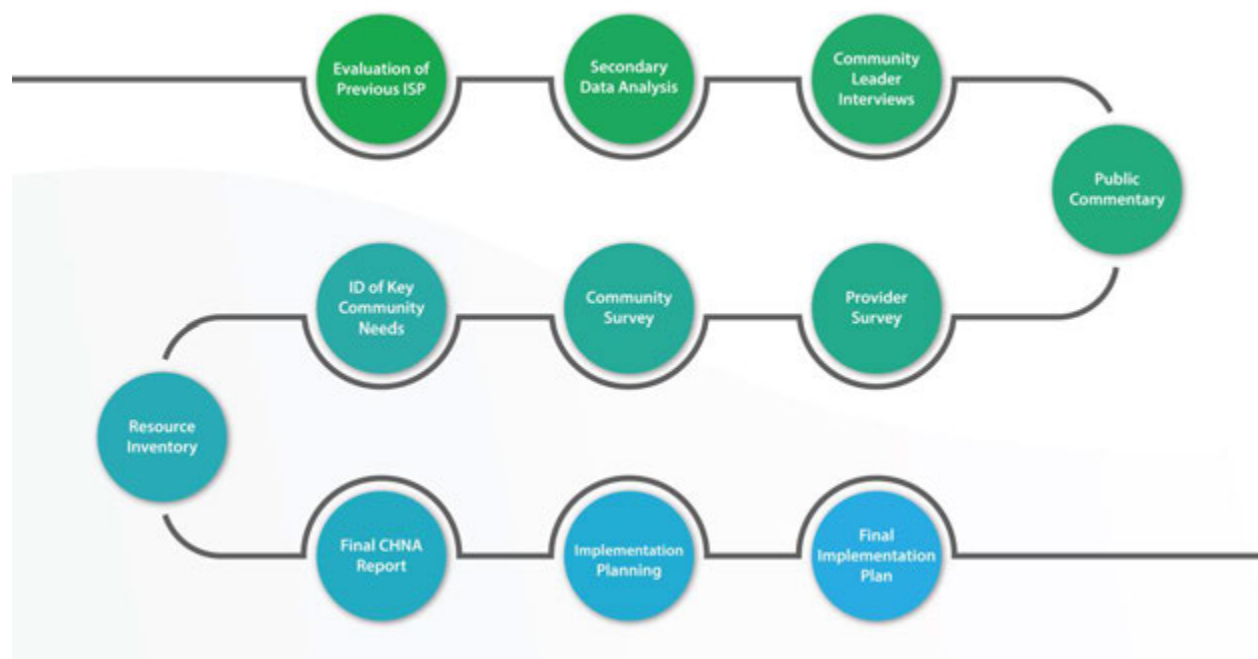 Evaluation of
Previous ISP
Secondary
Data Analysis
Community
Leader
Interviews
Public
Commentary
Provider
Survey
Community
Survey
ID of Key
Community
Needs
Resource
Inventory
Final CHNA
Report
Implementation
Planning
Final
Implementation
Plan